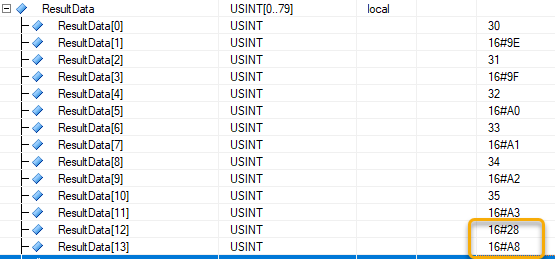 ResultData USINT[0..79] local
ResultData[0] USINT 30
ResultData[1] USINT 16#9E
ResultData[2] USINT 31
ResultData[3] USINT 16#9F
ResultData[4] USINT 32
ResultData[5] USINT 16#A0
ResultData[6] USINT 33
ResultData[7] USINT 16#A1
ResultData[8] USINT 34
ResultData[9] USINT 16#A2
ResultData[10] USINT 35
ResultData[11] USINT 16#A3
ResultData[12] USINT 16#28
ResultData[13] USINT 16#A8